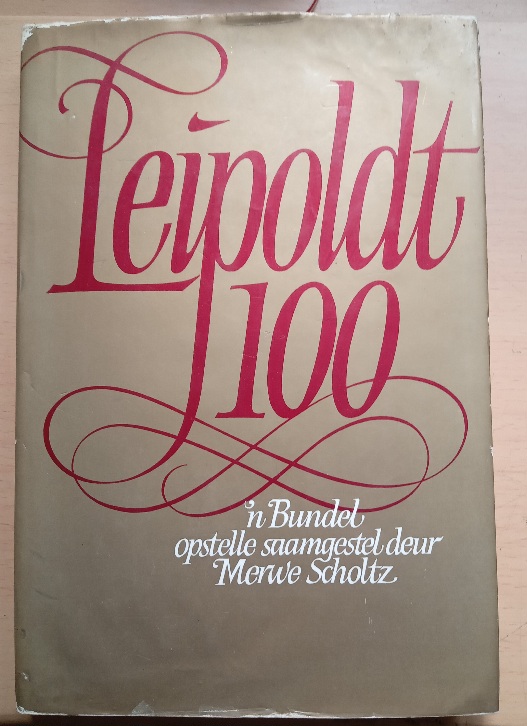 Leipoldt
100
'n Bundel
opstelle saamgestel deur
Merwe Scholtz